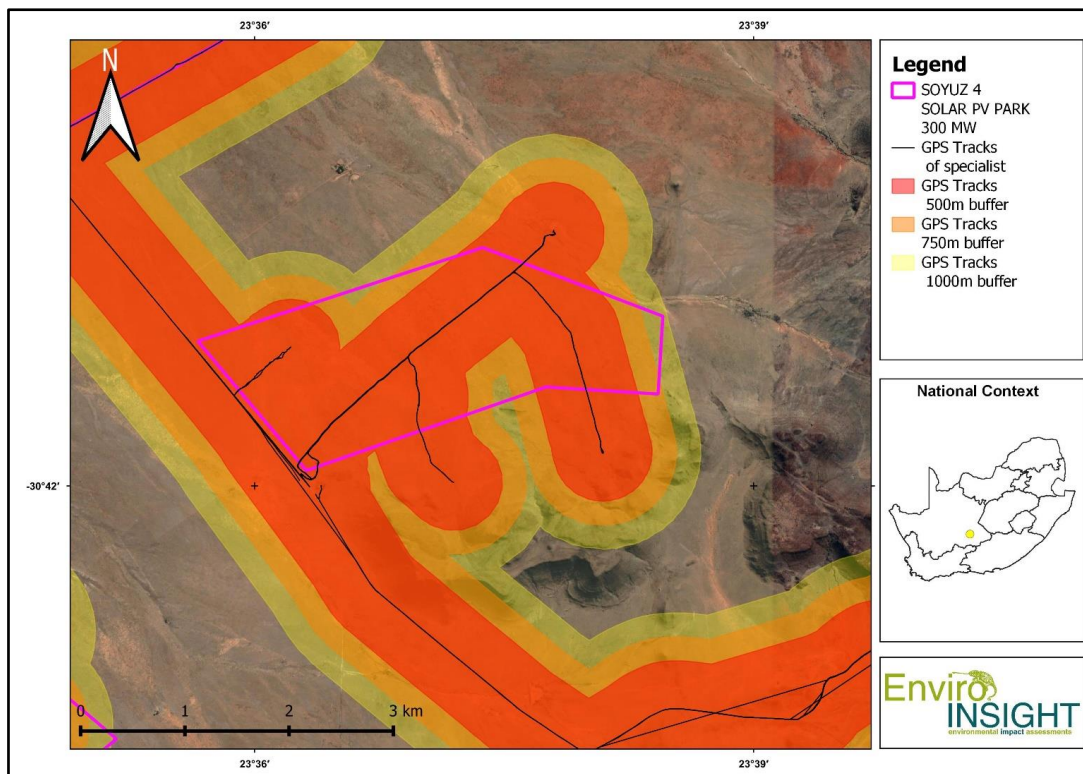 23°36'
23°39'
N
-30°42'
-30°42'
0 1 2 3 km
23°36'
23°39'
Legend
SOYUZ 4
SOLAR PV PARK
300 MW
GPS Tracks
of specialist
GPS Tracks
500m buffer
GPS Tracks
750m buffer
GPS Tracks
1000m buffer
National Context
Enviro
INSIGHT
environmental impact assessments